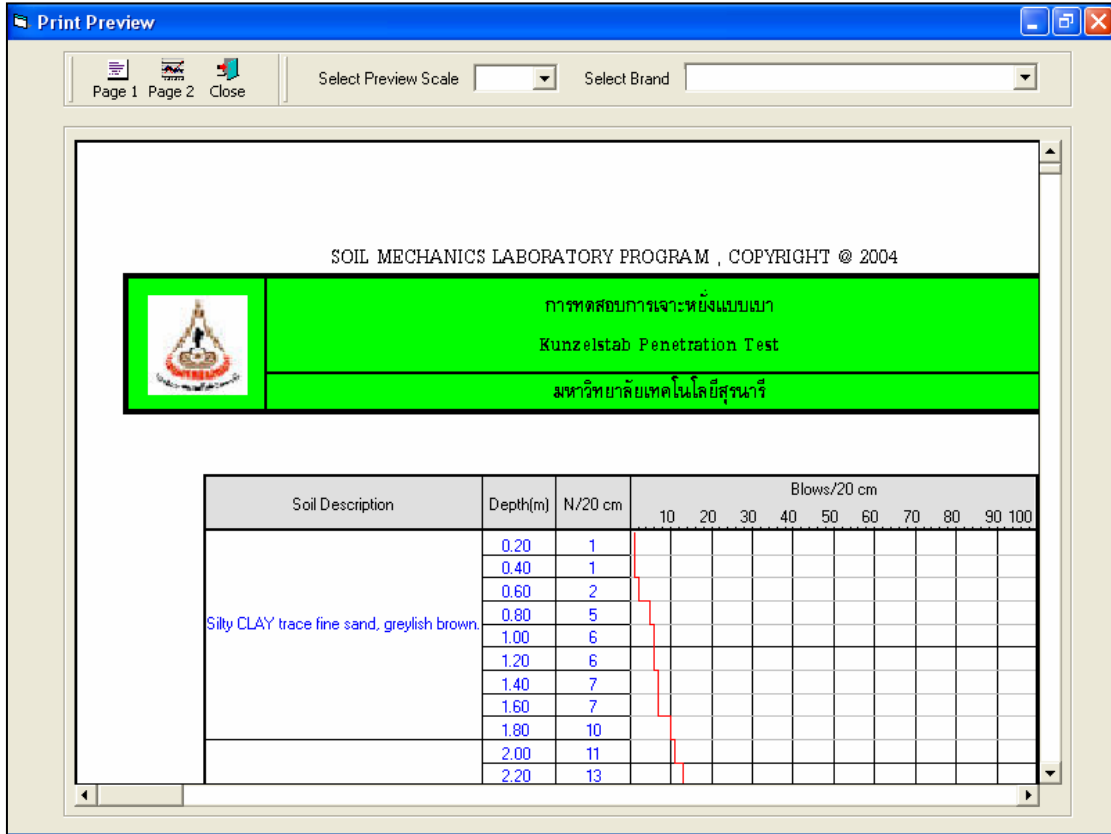 Print Preview
Page 1 Page 2 Close Select Preview Scale Select Brand
SOIL MECHANICS LABORATORY PROGRAM , COPYRIGHT @ 2004
การทดสอบการเจาะหยั่งแบบเบา
Kunzelstab Penetration Test
มหาวิทยาลัยเทคโนโลยีสุรนารี
Soil Description Depth(m) N/20 cm Blows/20 cm
10 20 30 40 50 60 70 80 90 100
0.20 1
0.40 1
0.60 2
0.80 5
Silty CLAY trace fine sand, greylish brown.
1.00 6
1.20 6
1.40 7
1.60 7
1.80 10
2.00 11
2.20 13